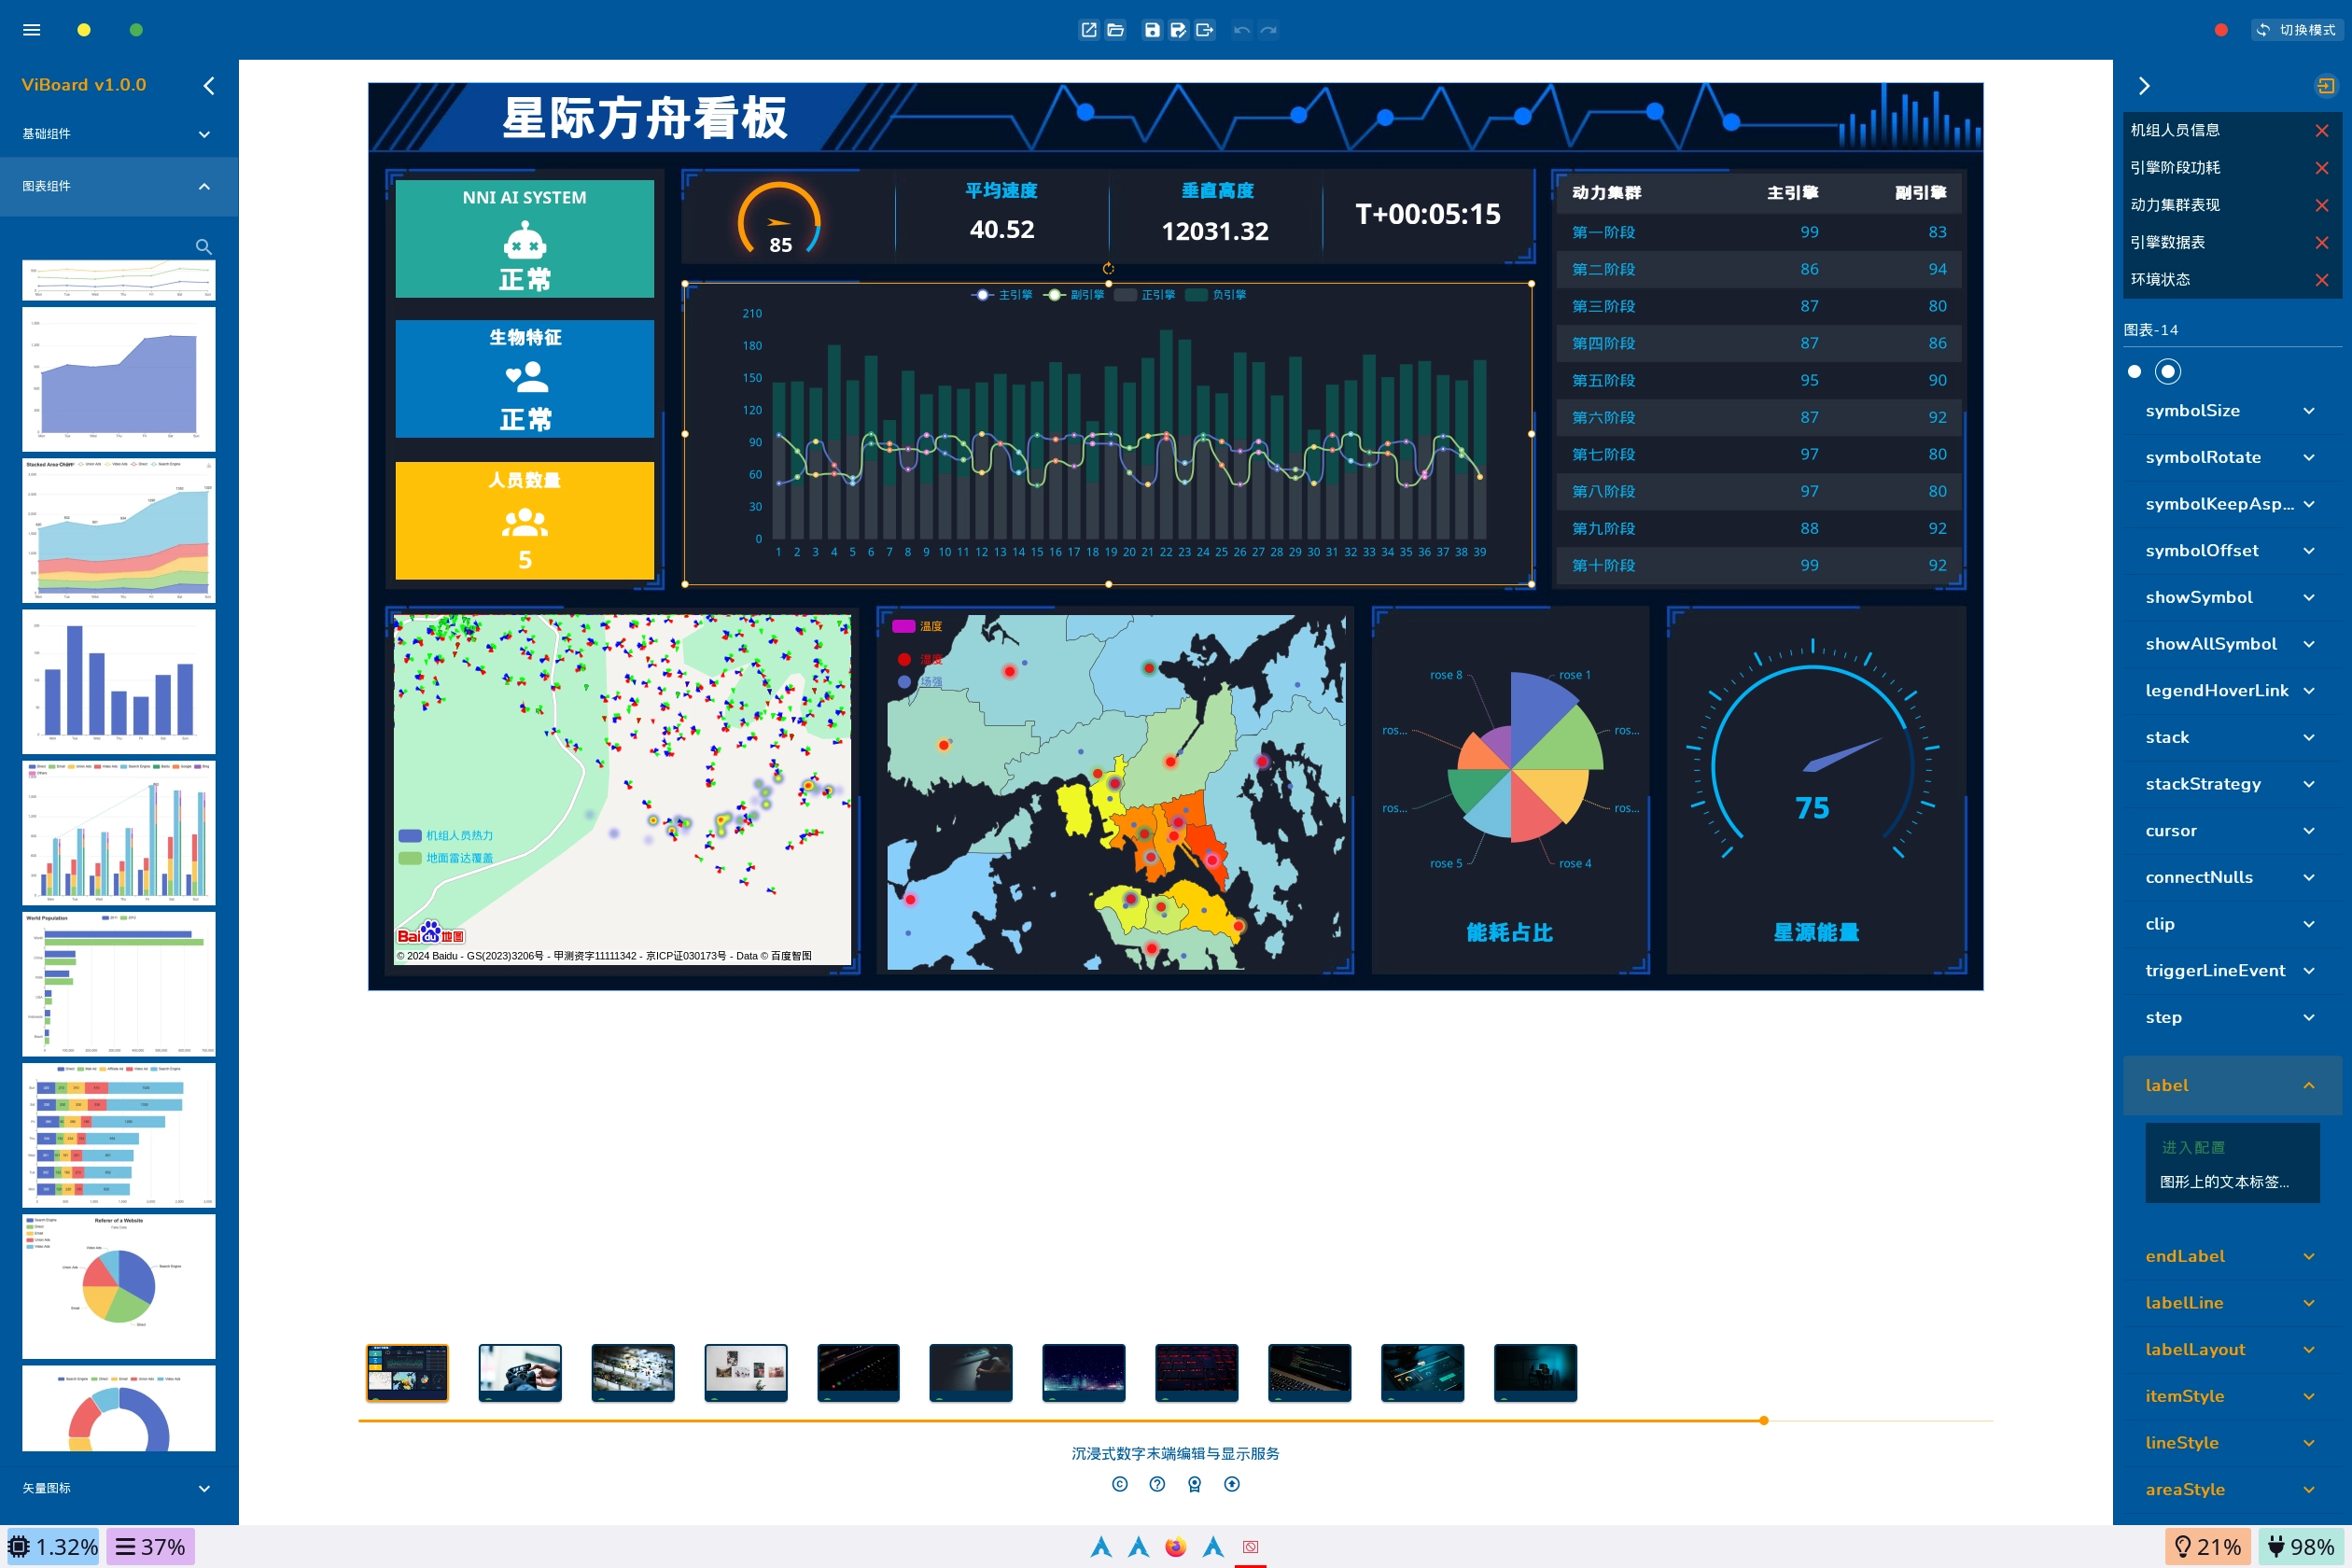 切换模式
ViBoard v1.0.0
基础组件
图表组件
Stacked Area Chart
World Population
Referer of a Website
矢量图标
星际方舟看板
NNI AI SYSTEM
正常
生物特征
正常
人员数量
5
85
平均速度
40.52
垂直高度
12031.32
T+00:05:15
主引擎 副引擎 正引擎 负引擎
210
180
150
120
90
60
30
0
1 2 3 4 5 6 7 8 9 10 11 12 13 14 15 16 17 18 19 20 21 22 23 24 25 26 27 28 29 30 31 32 33 34 35 36 37 38 39
动力集群 主引擎 副引擎
第一阶段 99 83
第二阶段 86 94
第三阶段 87 80
第四阶段 87 86
第五阶段 95 90
第六阶段 87 92
第七阶段 97 80
第八阶段 97 80
第九阶段 88 92
第十阶段 99 92
机组人员热力
地面雷达覆盖
Bai du 地图
© 2024 Baidu - GS(2023)3206号 - 甲测资字11111342 - 京ICP证030173号 - Data © 百度智图
温度
湿度
场强
rose 8 rose 1
ros... ros...
ros... ros...
rose 5 rose 4
能耗占比
75
星源能量
沉浸式数字末端编辑与显示服务
机组人员信息
引擎阶段功耗
动力集群表现
引擎数据表
环境状态
图表-14
symbolSize
symbolRotate
symbolKeepAsp...
symbolOffset
showSymbol
showAllSymbol
legendHoverLink
stack
stackStrategy
cursor
connectNulls
clip
triggerLineEvent
step
label
进入配置
图形上的文本标签...
endLabel
labelLine
labelLayout
itemStyle
lineStyle
areaStyle
1.32% 37%
21% 98%